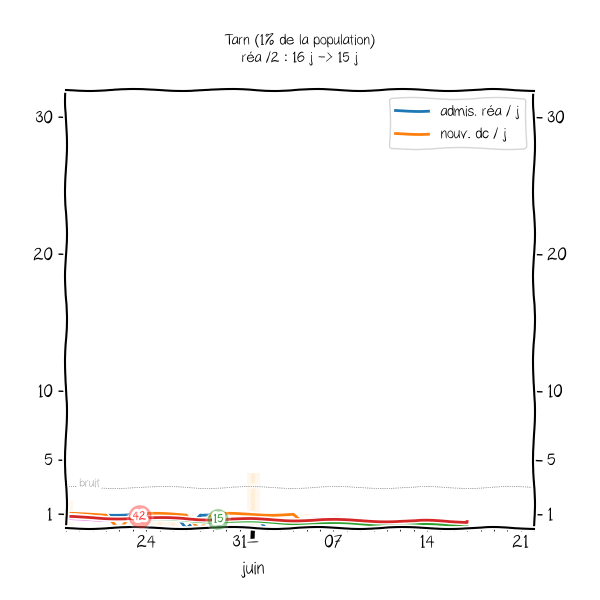 Tarn (1% de la population)
réa /2 : 16 j -> 15 j
admis. réa / j
nouv. dc / j
30
30
20
20
10
10
5
5
bruit
1
42
15
1
24
31
07
14
21
juin